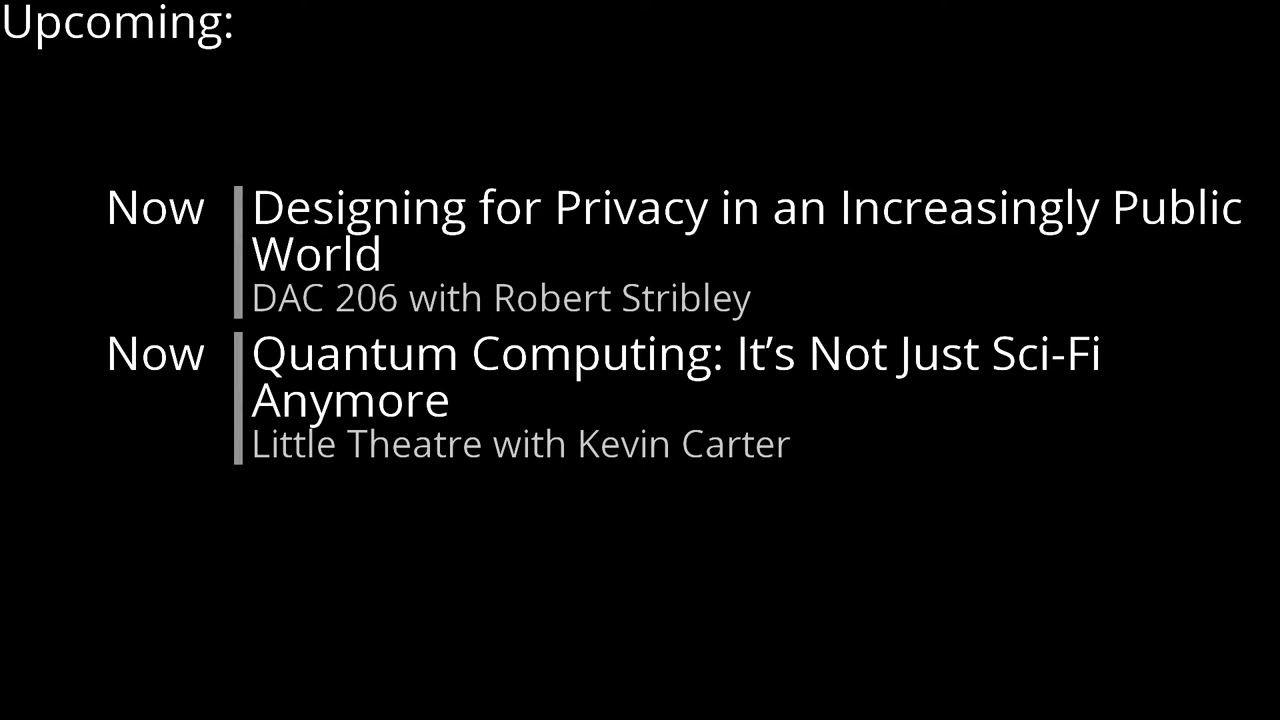 Upcoming:
Now
Designing for Privacy in an Increasingly Public
World
DAC 206 with Robert Stribley
Now
Quantum Computing: It’s Not Just Sci-Fi
Anymore
Little Theatre with Kevin Carter